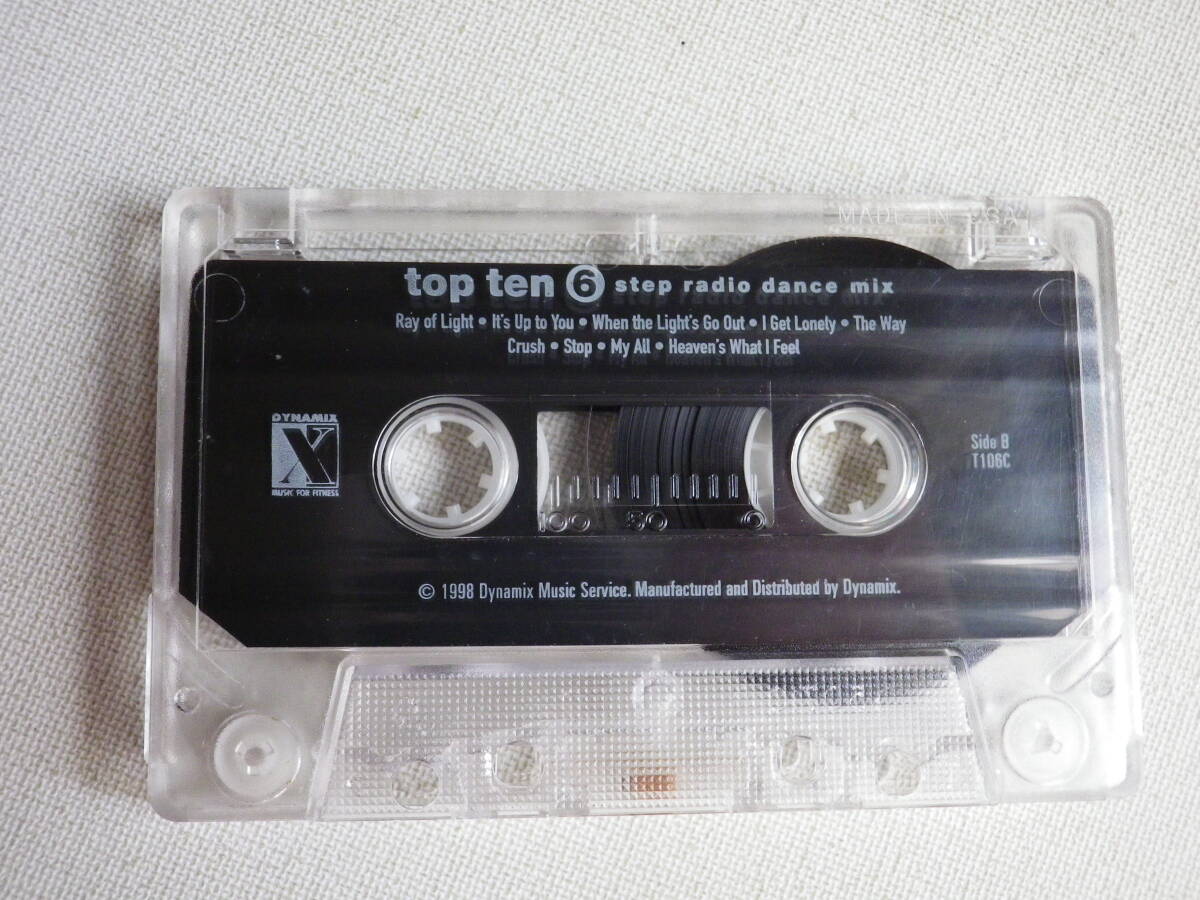 MADE IN USA
top ten 6 step radio dance mix
Ray of Light • It's Up to You • When the Light's Go Out • I Get Lonely • The Way
Crush • Stop • My All • Heaven's What I Feel
DYNAMIX
X
MUSIC FOR FITNESS
Side B
T106C
100 50 0
© 1998 Dynamix Music Service. Manufactured and Distributed by Dynamix.